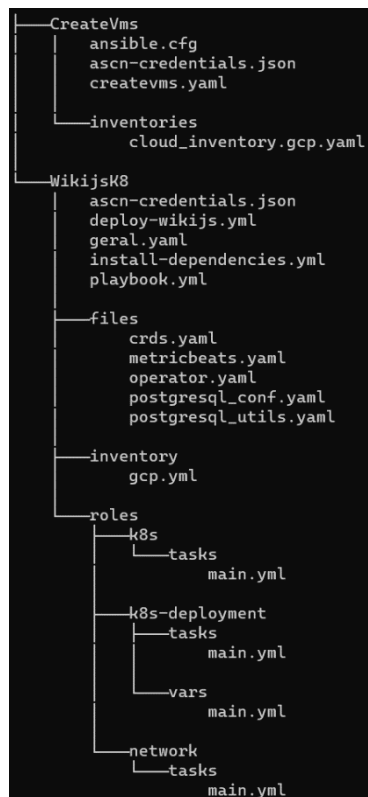 CreateVms
ansible.cfg
ascn-credentials.json
createvms.yaml
inventories
cloud_inventory.gcp.yaml
WikijsK8
ascn-credentials.json
deploy-wikijs.yml
geral.yaml
install-dependencies.yml
playbook.yml
files
crds.yaml
metricbeats.yaml
operator.yaml
postgresql_conf.yaml
postgresql_utils.yaml
inventory
gcp.yml
roles
k8s
tasks
main.yml
k8s-deployment
tasks
main.yml
vars
main.yml
network
tasks
main.yml